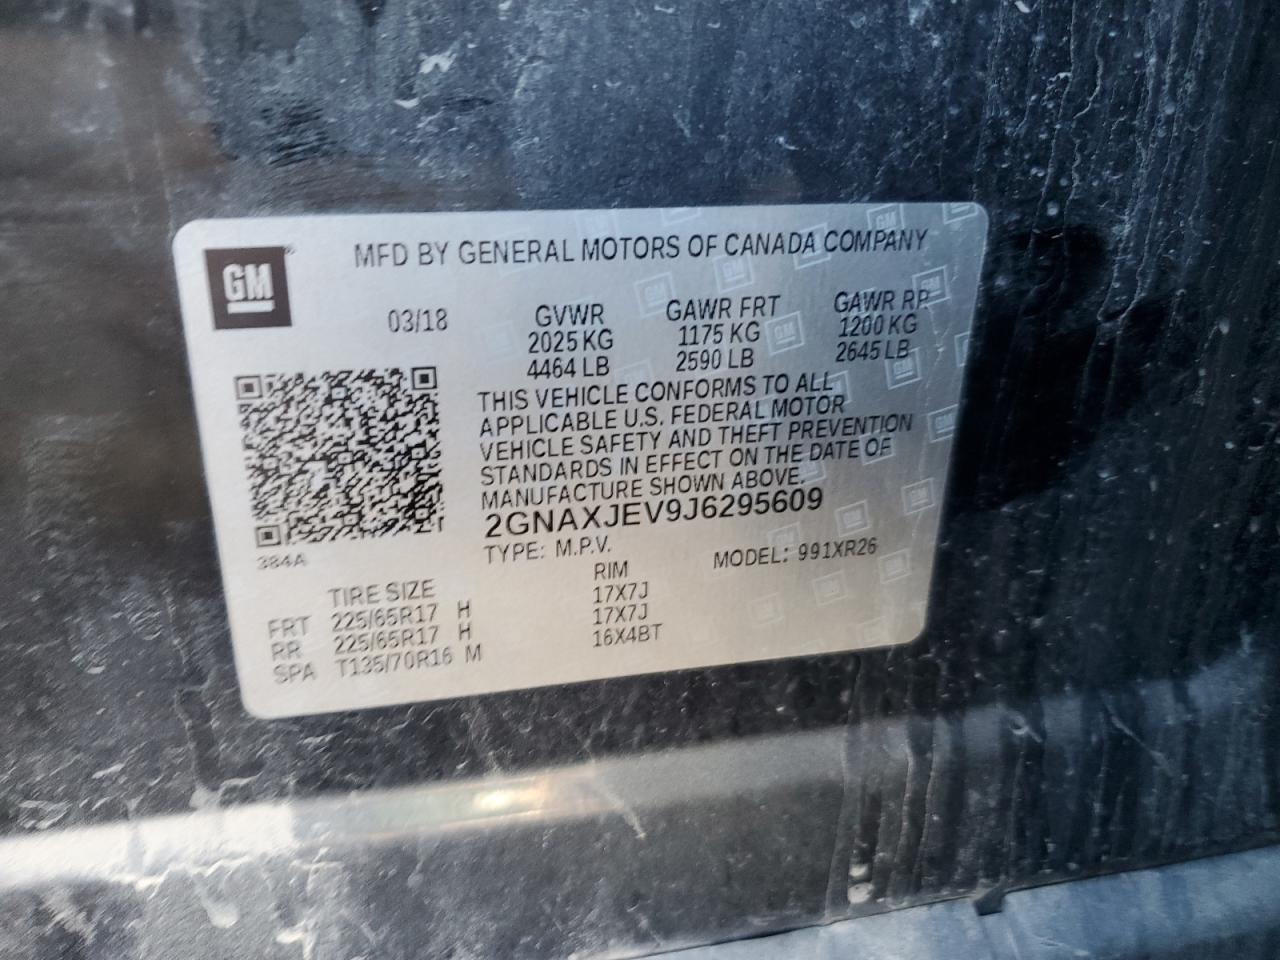 GM
MFD BY GENERAL MOTORS OF CANADA COMPANY
03/18 GVWR GAWR FRT GAWR RR
2025 KG 1175 KG 1200 KG
4464 LB 2590 LB 2645 LB
THIS VEHICLE CONFORMS TO ALL
APPLICABLE U.S. FEDERAL MOTOR
VEHICLE SAFETY AND THEFT PREVENTION
STANDARDS IN EFFECT ON THE DATE OF
MANUFACTURE SHOWN ABOVE.
2GNAXJEV9J6295609
384A
TYPE: M.P.V. MODEL: 991XR26
TIRE SIZE RIM
FRT 225/65R17 H 17X7J
RR 225/65R17 H 17X7J
SPA T135/70R16 M 16X4BT